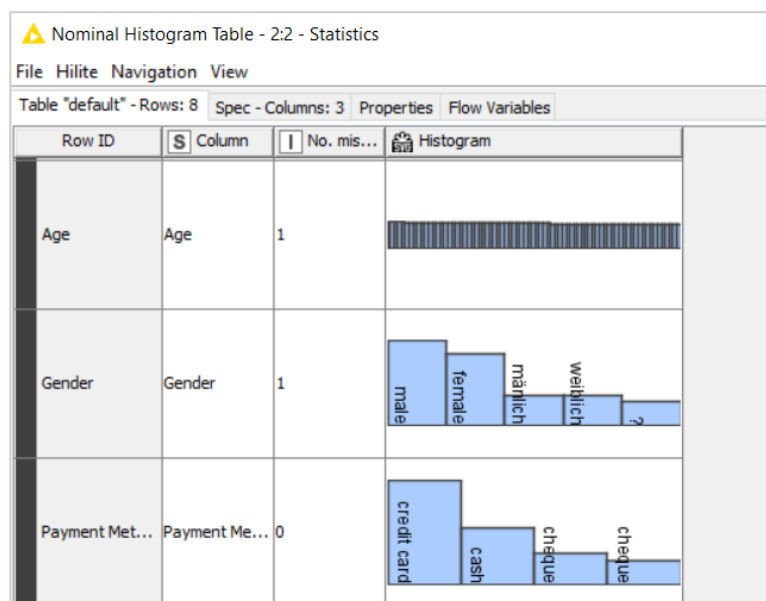 Nominal Histogram Table - 2:2 - Statistics
File Hilite Navigation View
Table "default" - Rows: 8 Spec - Columns: 3 Properties Flow Variables
Row ID S Column I No. mis... Histogram
Age Age 1
Gender Gender 1 male female mänlich weiblich ?
Payment Met... Payment Me... 0 credit card cash cheque cheque